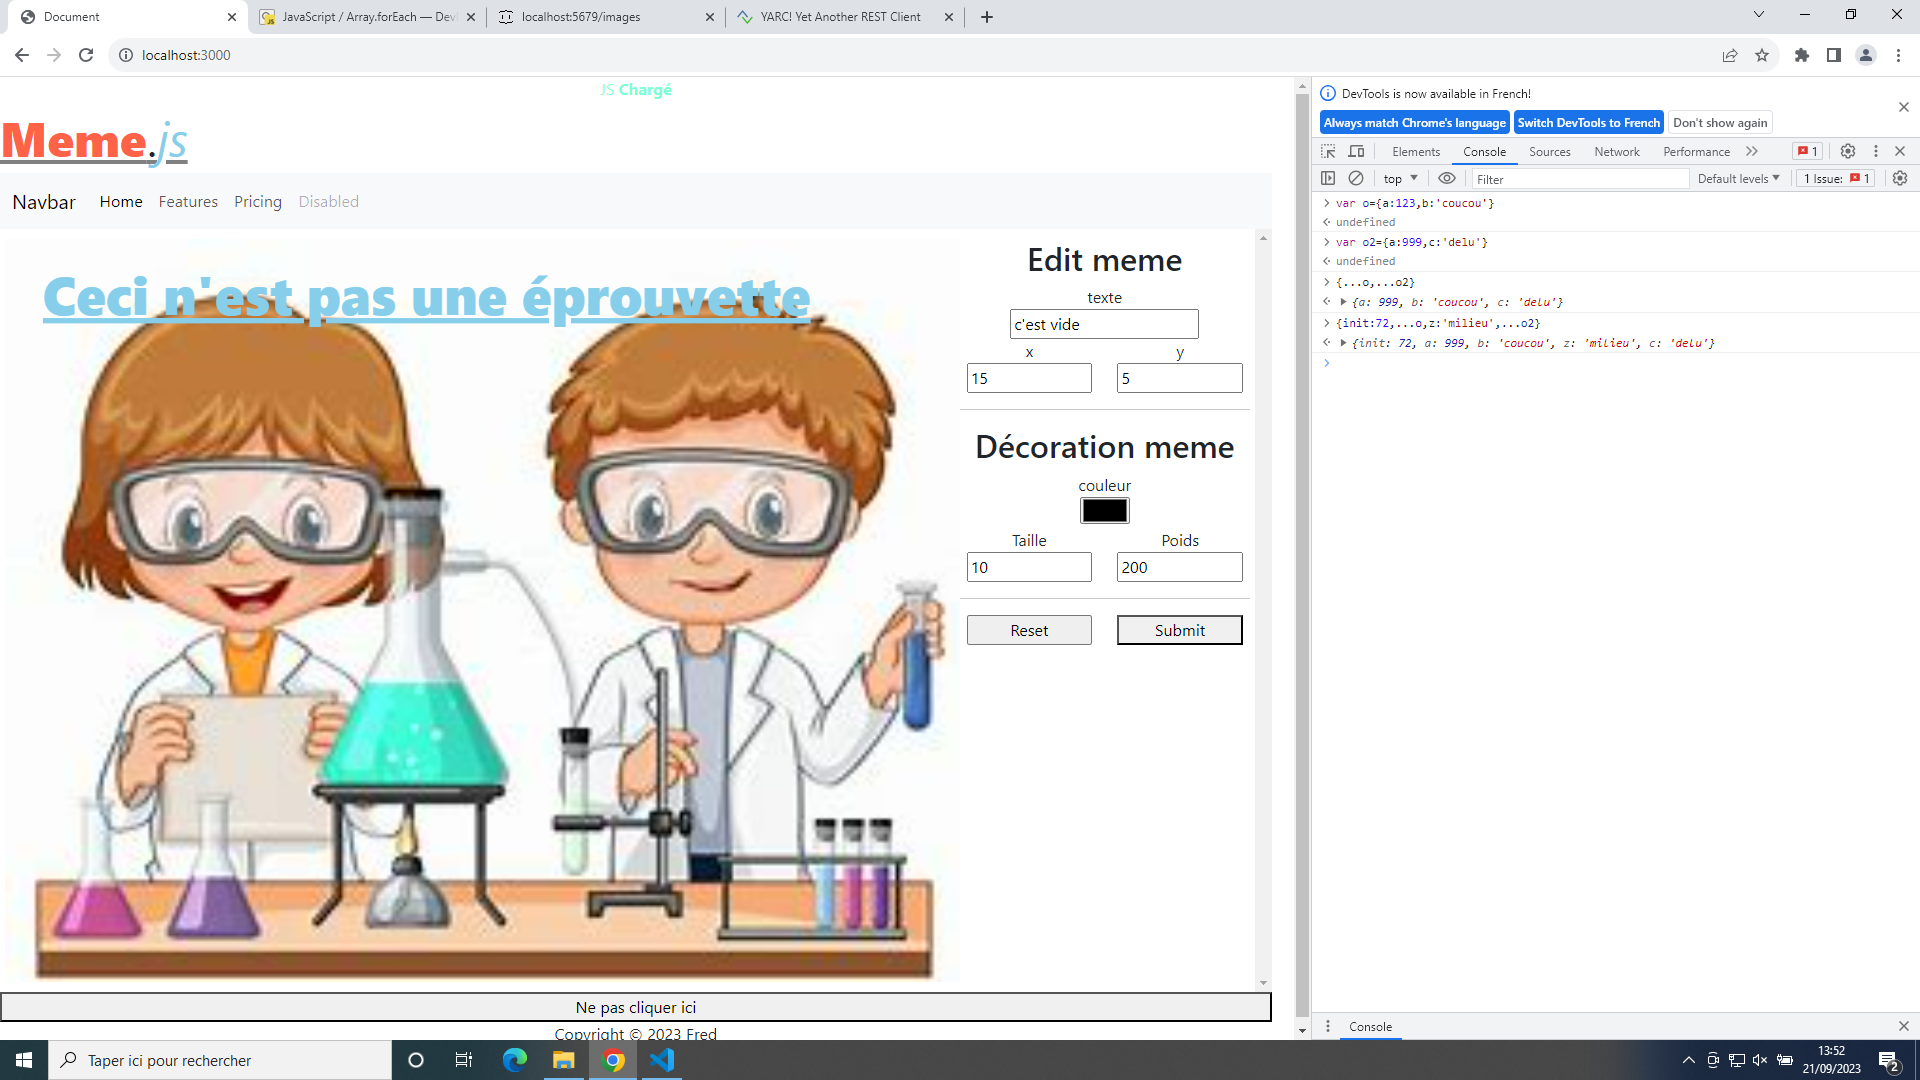 Document
JavaScript / Array.forEach — Dev
localhost:5679/images
YARC! Yet Another REST Client
localhost:3000
JS Chargé
Meme.js
Navbar Home Features Pricing Disabled
Ceci n'est pas une éprouvette
Edit meme
texte
c'est vide
x y
15 5
Décoration meme
couleur
Taille Poids
10 200
Reset Submit
Ne pas cliquer ici
Copyright © 2023 Fred
DevTools is now available in French!
Always match Chrome's language Switch DevTools to French Don't show again
Elements Console Sources Network Performance 1
top Filter Default levels 1 Issue: 1
var o={a:123,b:'coucou'}
undefined
var o2={a:999,c:'delu'}
undefined
{...o,...o2}
{a: 999, b: 'coucou', c: 'delu'}
{init:72,...o,z:'milieu',...o2}
{init: 72, a: 999, b: 'coucou', z: 'milieu', c: 'delu'}
Console
Taper ici pour rechercher
13:52
21/09/2023
2